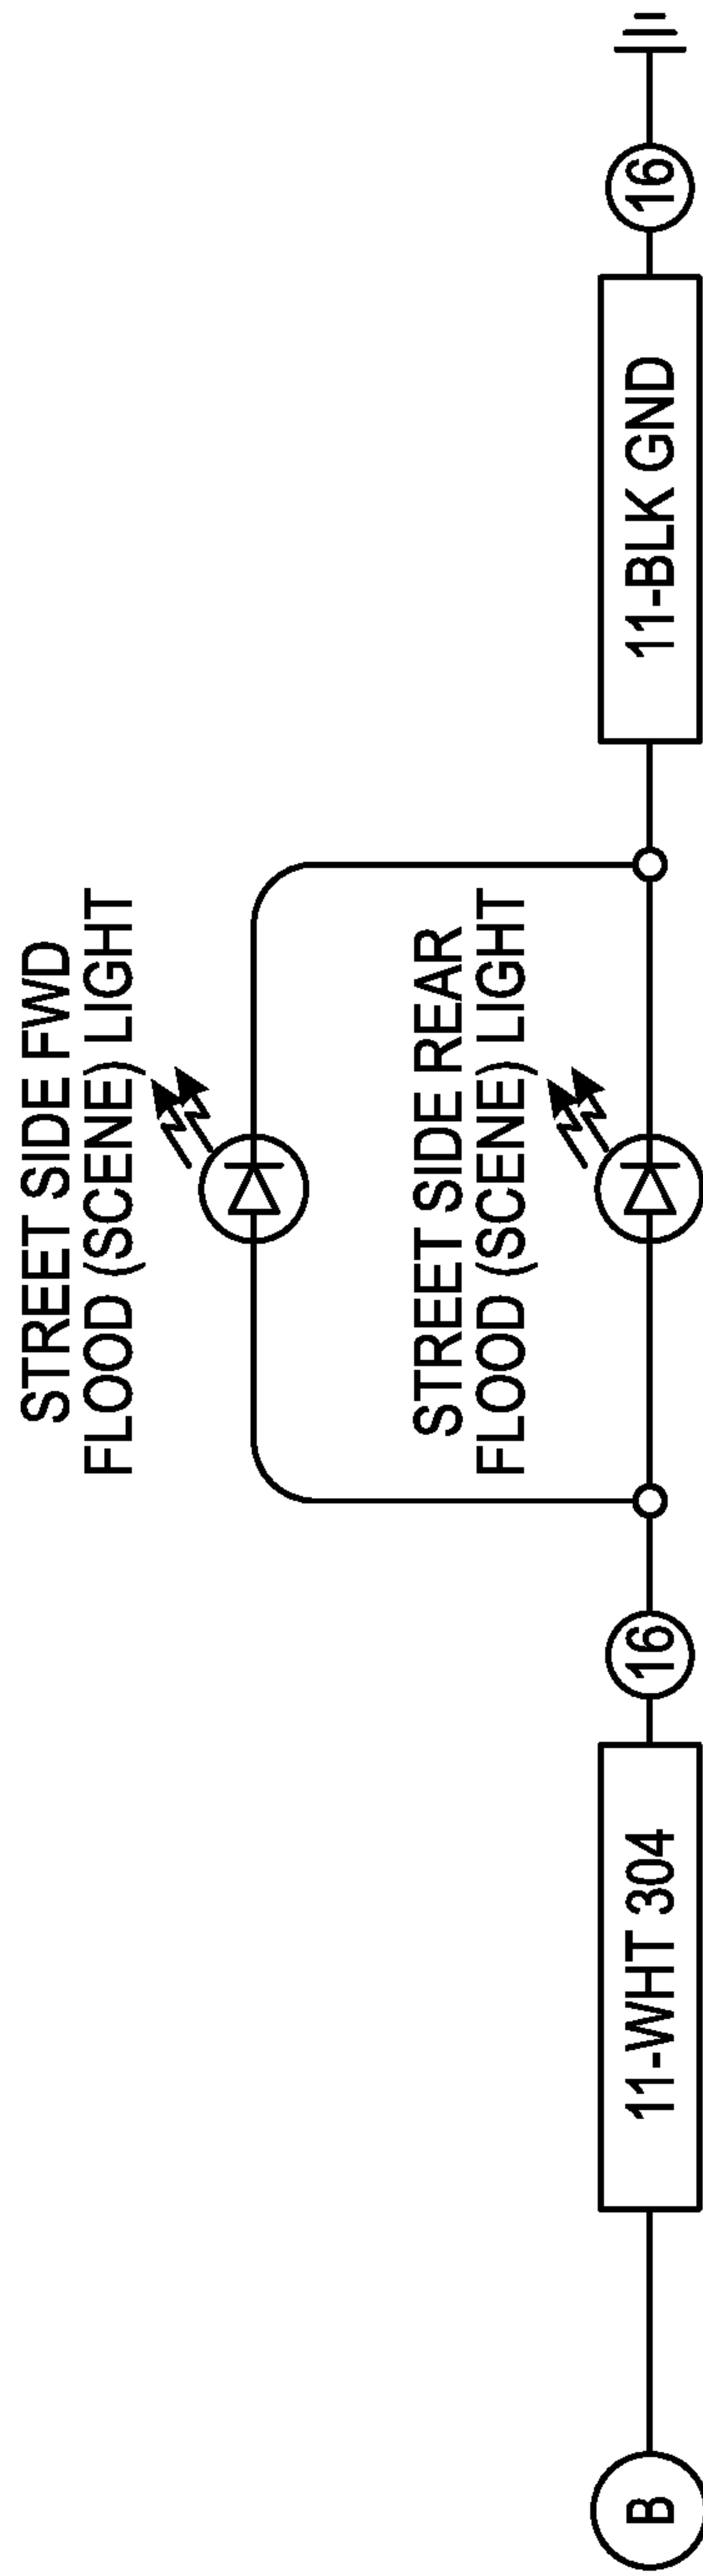 STREET SIDE FWD
FLOOD (SCENE) LIGHT
STREET SIDE REAR
FLOOD (SCENE) LIGHT
B
11-WHT 304
16
11-BLK GND
16